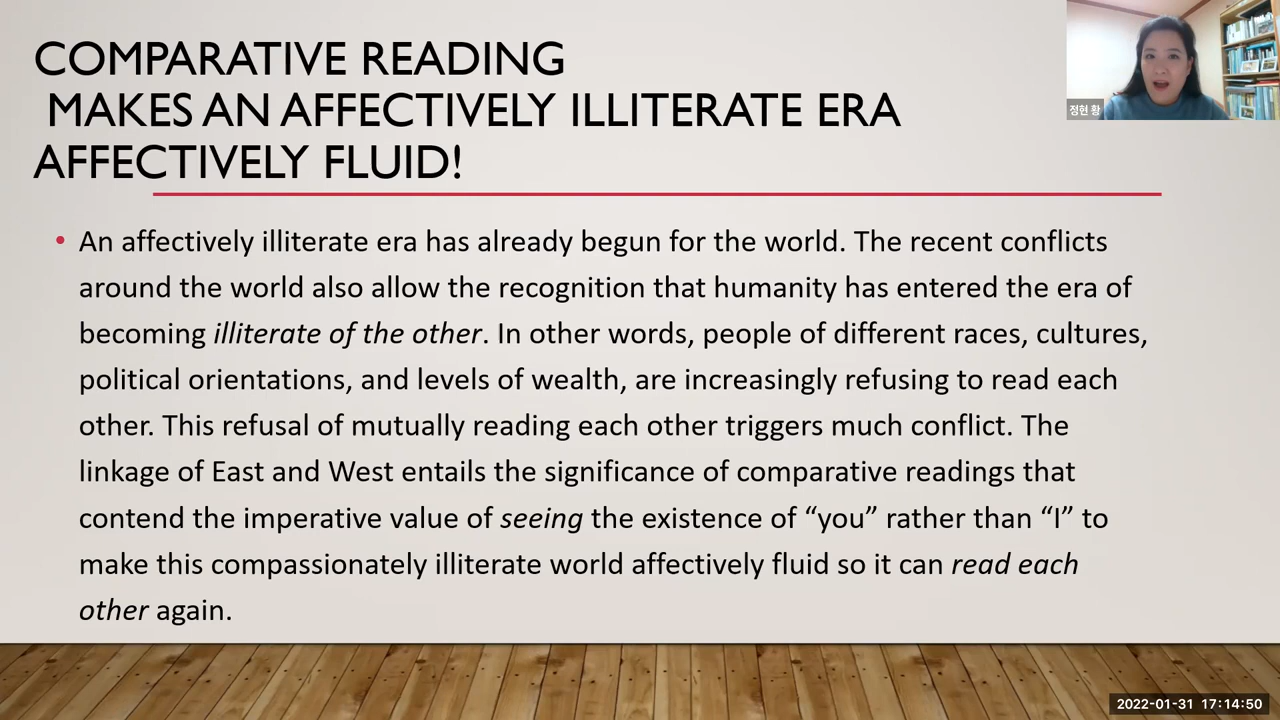 COMPARATIVE READING
MAKES AN AFFECTIVELY ILLITERATE ERA
AFFECTIVELY FLUID!
정현 황
• An affectively illiterate era has already begun for the world. The recent conflicts
around the world also allow the recognition that humanity has entered the era of
becoming illiterate of the other. In other words, people of different races, cultures,
political orientations, and levels of wealth, are increasingly refusing to read each
other. This refusal of mutually reading each other triggers much conflict. The
linkage of East and West entails the significance of comparative readings that
contend the imperative value of seeing the existence of “you” rather than “I” to
make this compassionately illiterate world affectively fluid so it can read each
other again.
2022-01-31 17:14:50